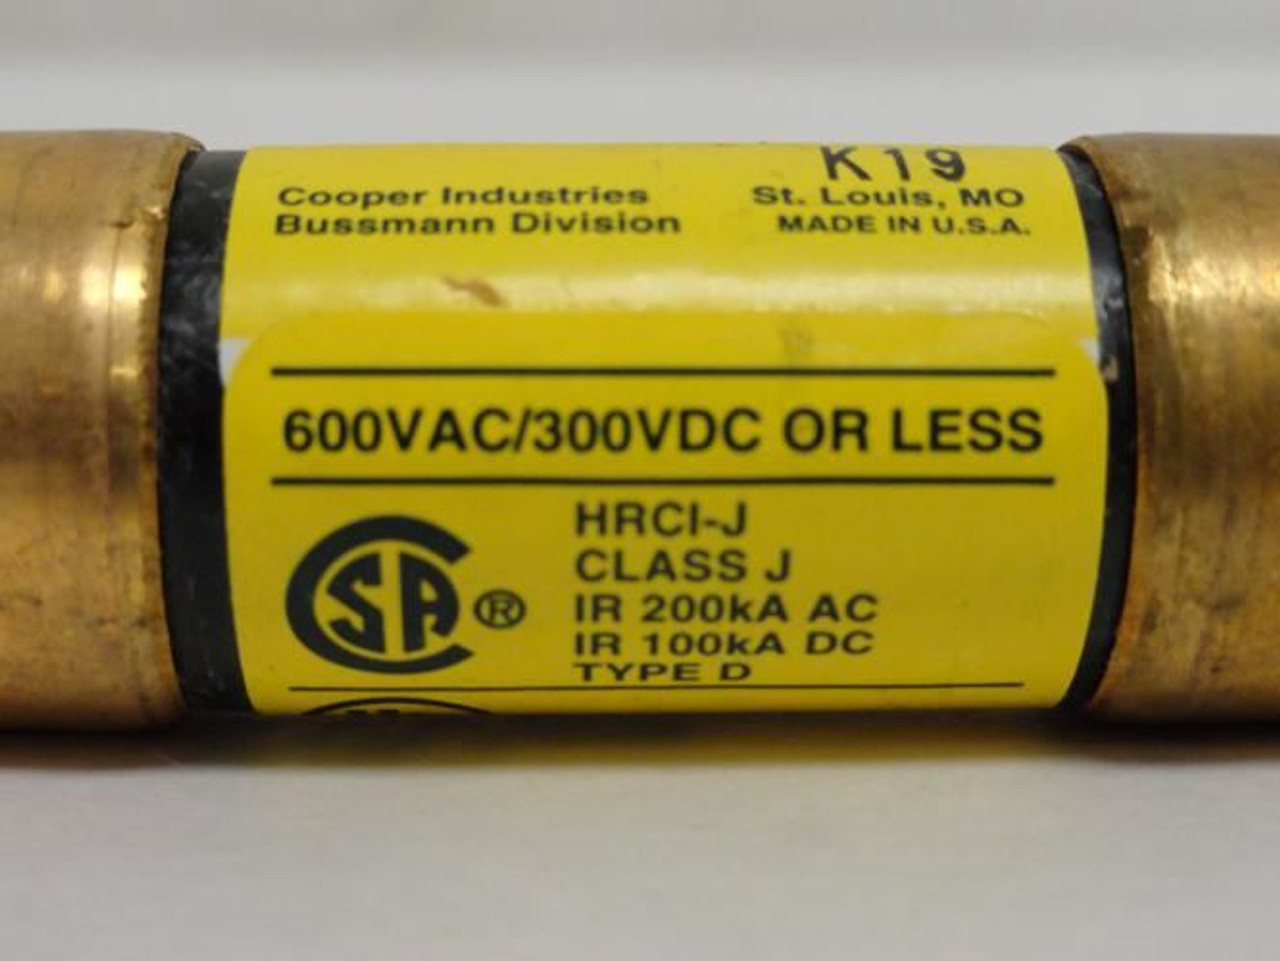 K19
Cooper Industries St. Louis, MO
Bussmann Division MADE IN U.S.A.
600VAC/300VDC OR LESS
HRCI-J
CLASS J
IR 200kA AC
IR 100kA DC
TYPE D
CSA ®